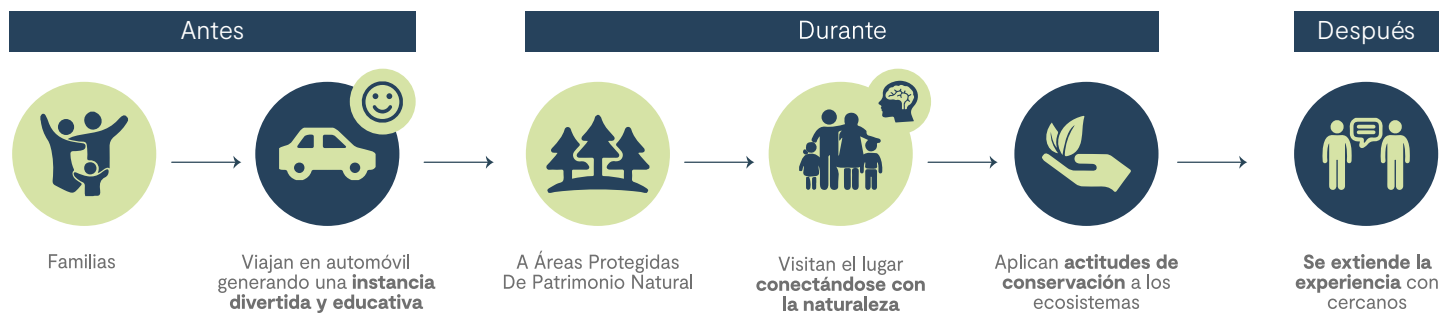 Antes
Durante
Después
Familias
Viajan en automóvil
generando una instancia
divertida y educativa
A Áreas Protegidas
De Patrimonio Natural
Visitan el lugar
conectándose con
la naturaleza
Aplican actitudes de
conservación a los
ecosistemas
Se extiende la
experiencia con
cercanos